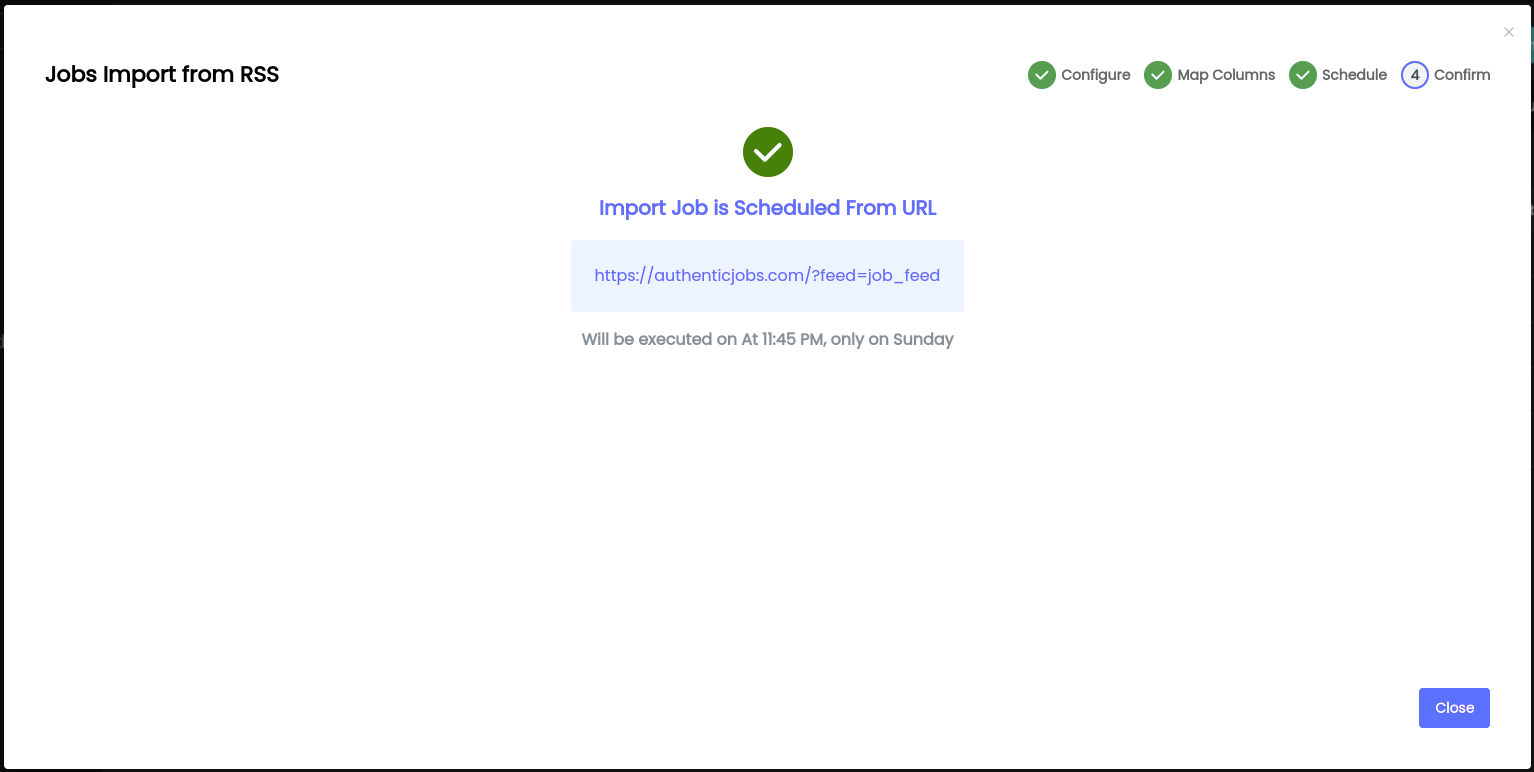 Jobs Import from RSS
Configure
Map Columns
Schedule
4 Confirm
Import Job is Scheduled From URL
https://authenticjobs.com/?feed=job_feed
Will be executed on At 11:45 PM, only on Sunday
Close